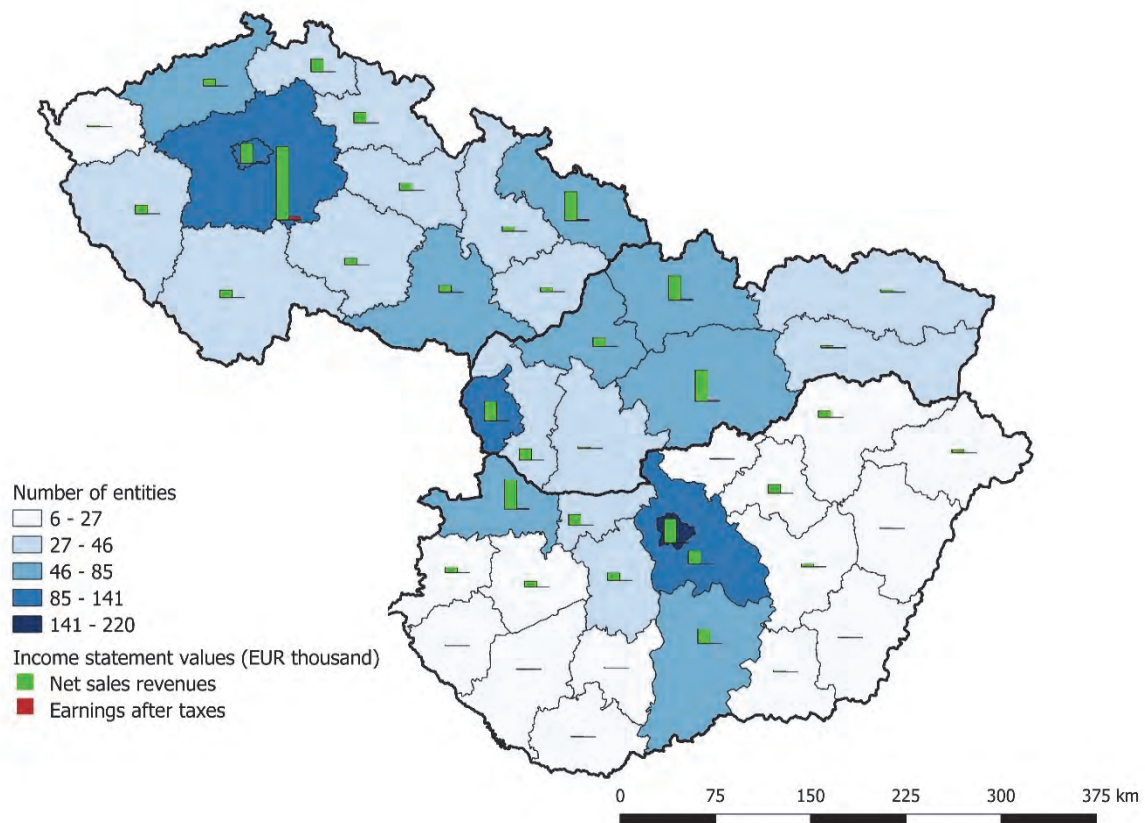 Number of entities
6 - 27
27 - 46
46 - 85
85 - 141
141 - 220
Income statement values (EUR thousand)
Net sales revenues
Earnings after taxes
0 75 150 225 300 375 km